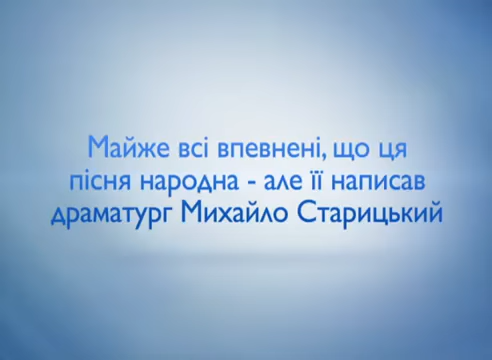 Майже всі впевнені, що ця
пісня народна - але її написав
драматург Михайло Старицький